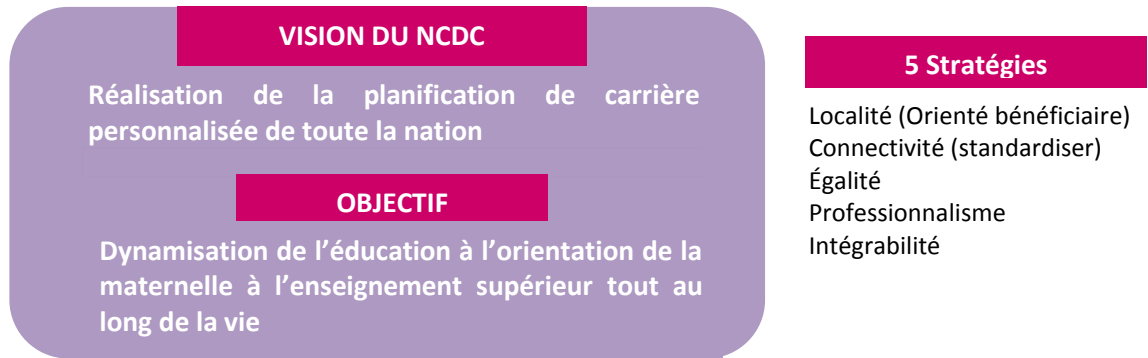 VISION DU NCDC
Réalisation de la planification de carrière
personnalisée de toute la nation
OBJECTIF
Dynamisation de l’éducation à l’orientation de la
maternelle à l’enseignement supérieur tout au
long de la vie
5 Stratégies
Localité (Orienté bénéficiaire)
Connectivité (standardiser)
Égalité
Professionnalisme
Intégrabilité